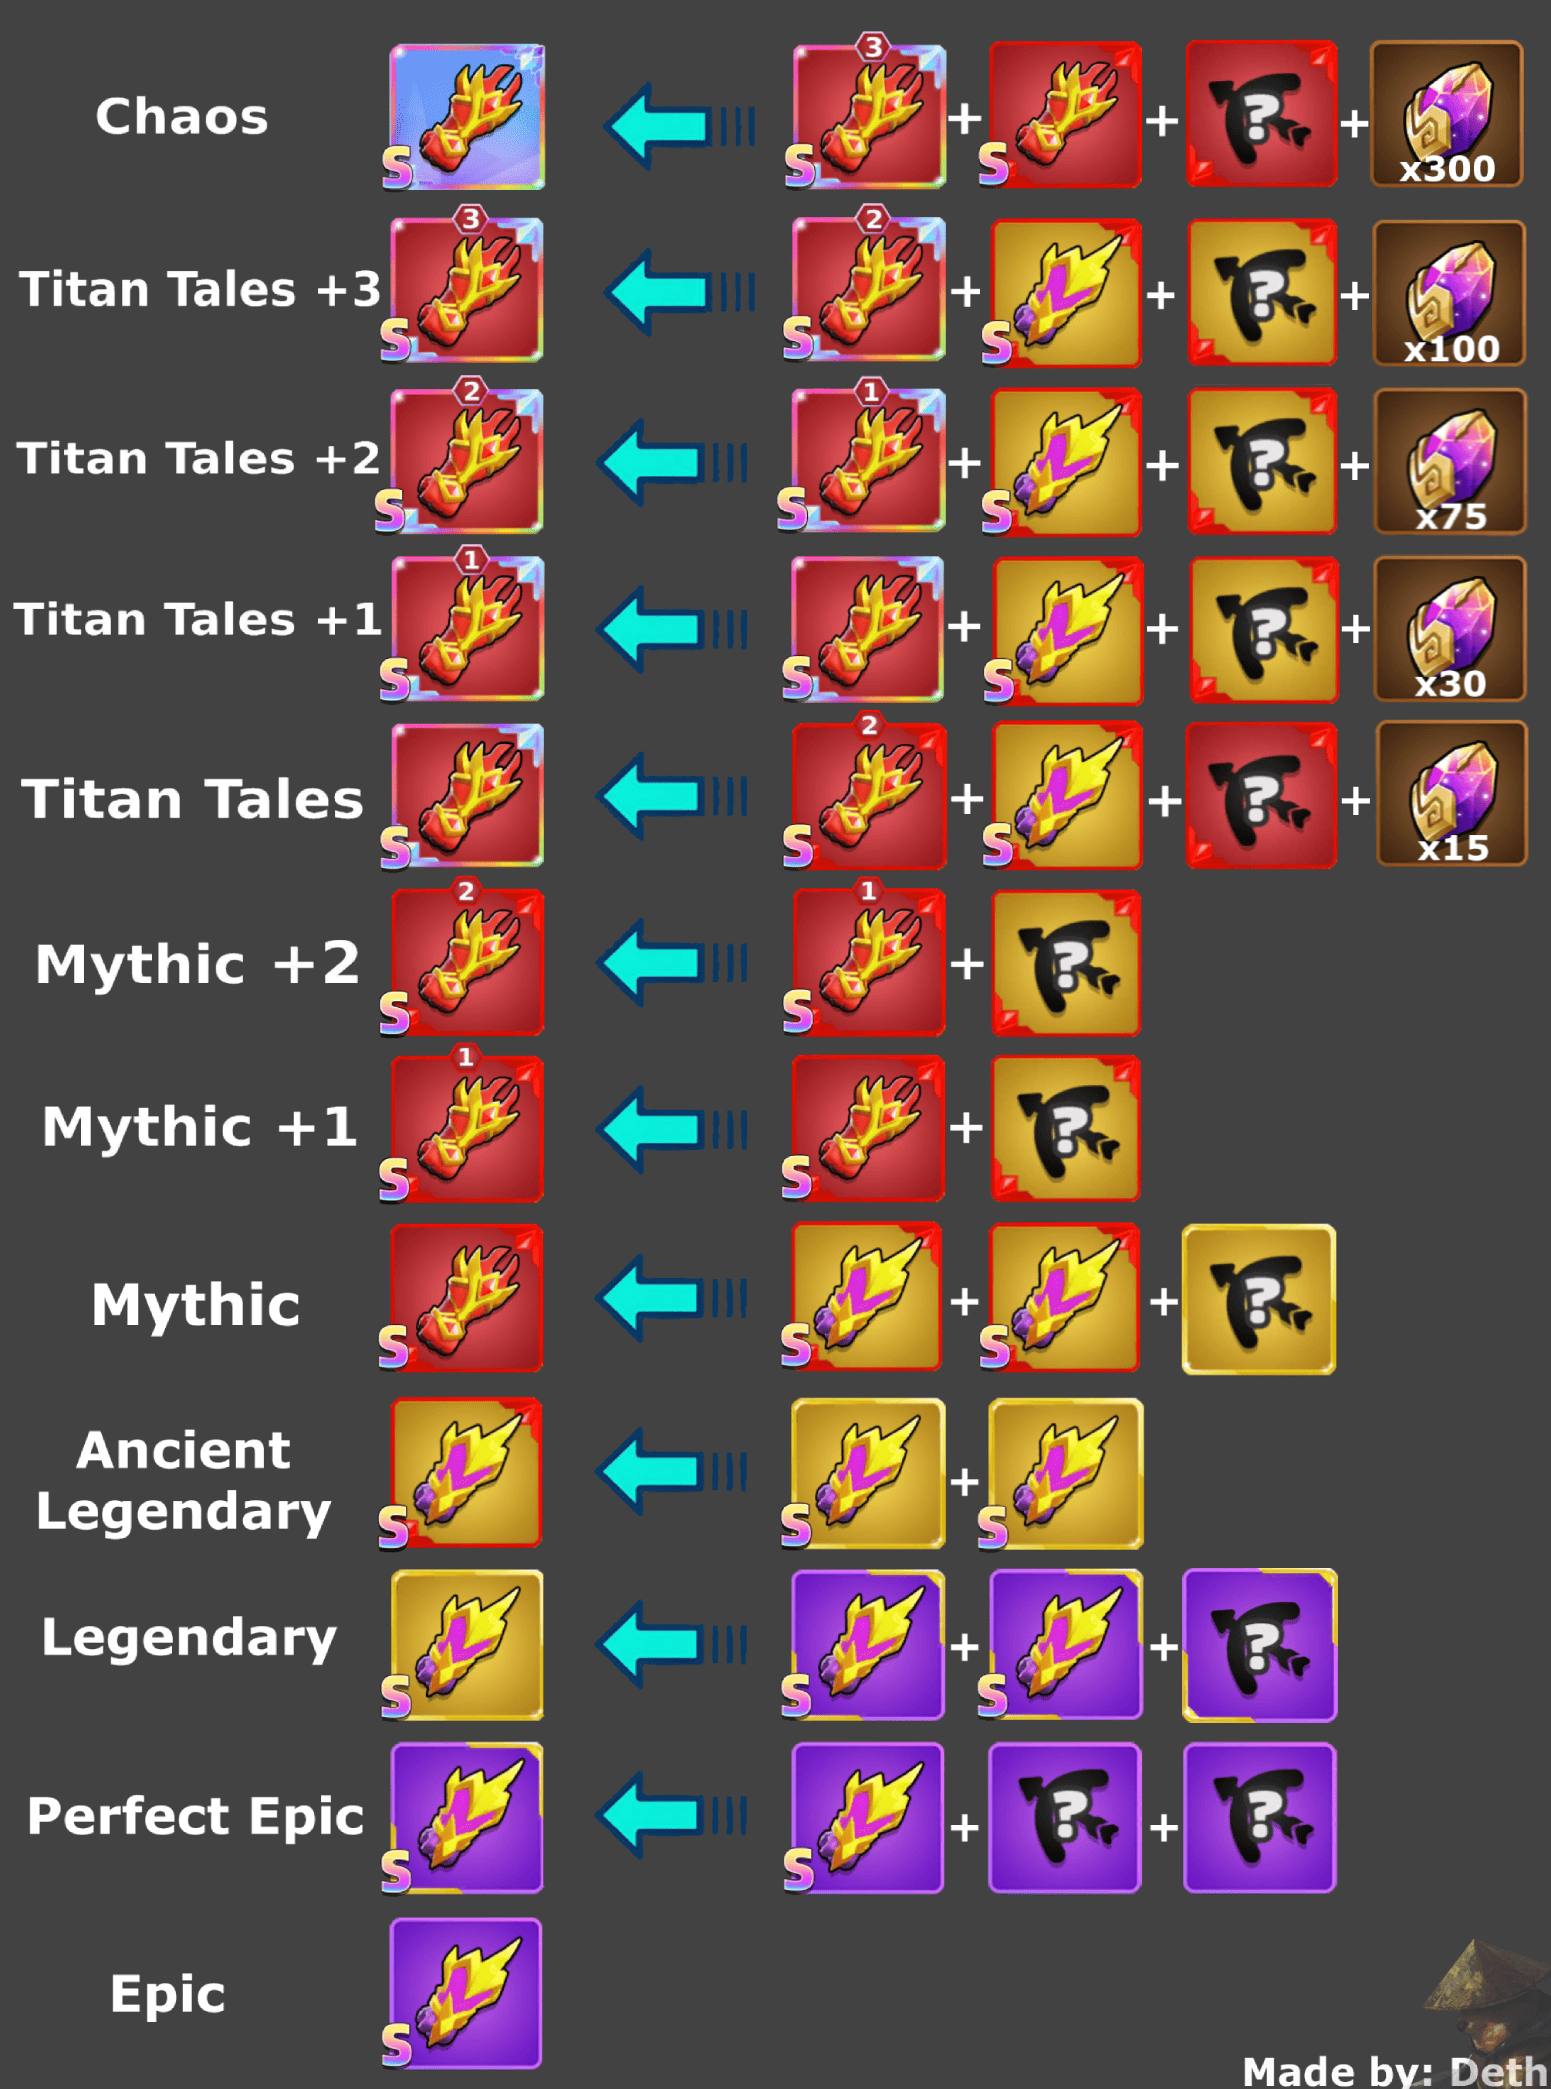 3
Chaos
S
S
S
x300
3
2
Titan Tales +3
S
S
S
x100
2
1
Titan Tales +2
S
S
S
x75
1
Titan Tales +1
S
S
S
x30
2
Titan Tales
S
S
S
x15
2
1
Mythic +2
S
S
1
Mythic +1
S
S
Mythic
S
S
S
Ancient
Legendary
S
S
S
Legendary
S
S
S
Perfect Epic
S
S
Epic
S
Made by: Deth